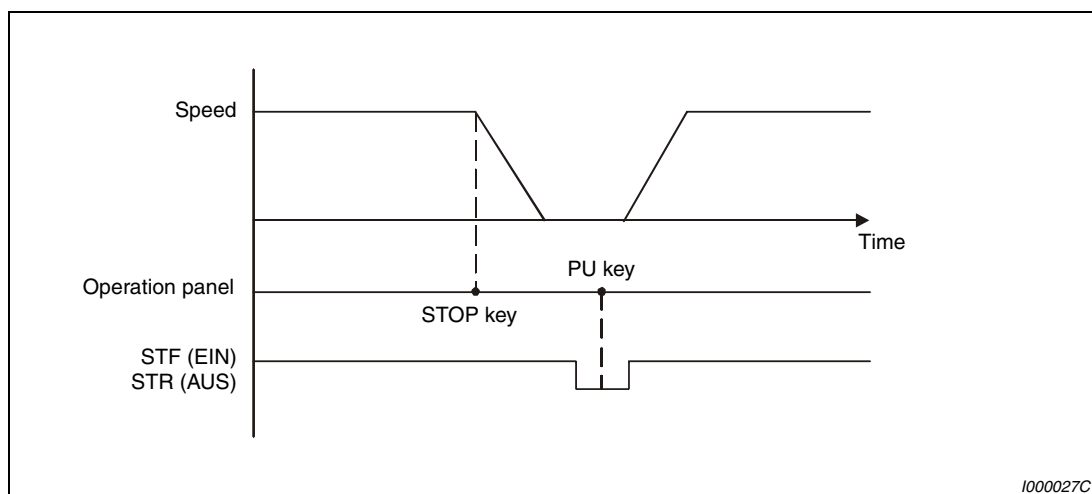 Speed
Time
PU key
Operation panel
STOP key
STF (EIN)
STR (AUS)
I000027C